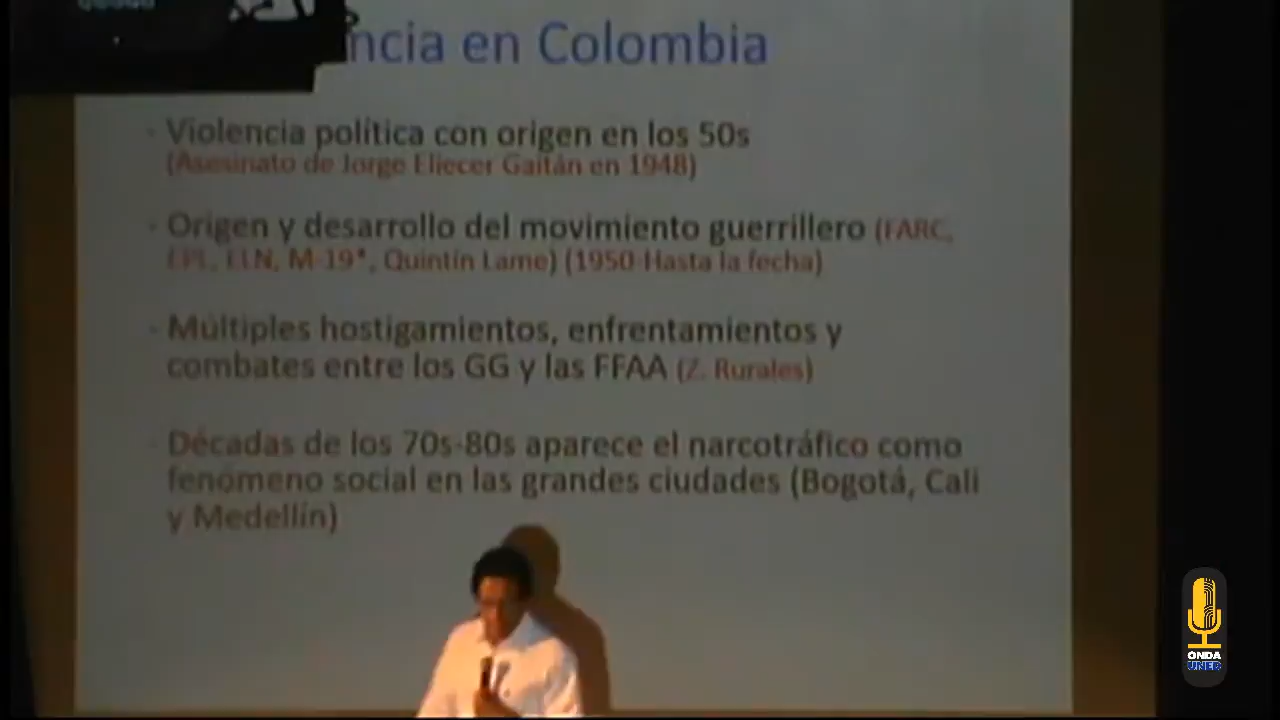 ncia en Colombia
- Violencia política con origen en los 50s
(Asesinato de Jorge Eliecer Gaitán en 1948)
- Origen y desarrollo del movimiento guerrillero (FARC,
EPL, ELN, M-19*, Quintín Lame) (1950-Hasta la fecha)
- Múltiples hostigamientos, enfrentamientos y
combates entre los GG y las FFAA (Z. Rurales)
- Décadas de los 70s-80s aparece el narcotráfico como
fenómeno social en las grandes ciudades (Bogotá, Cali
y Medellín)
ONDA
UNEB